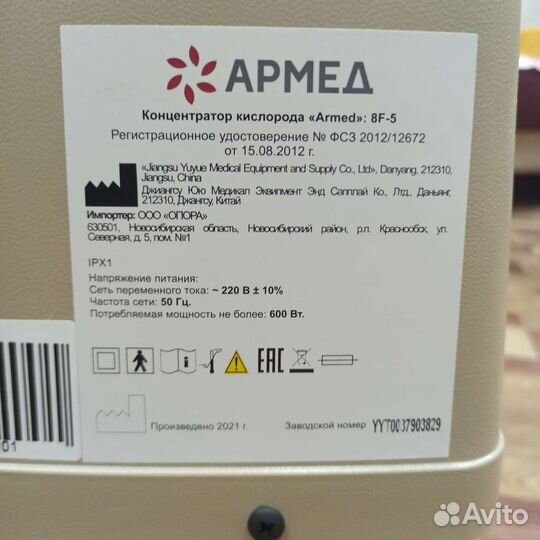 АРМЕД
Концентратор кислорода «Armed»: 8F-5
Регистрационное удостоверение № ФСЗ 2012/12672
от 15.08.2012 г.
«Jiangsu Yuyue Medical Equipment and Supply Co., Ltd», Danyang, 212310,
Jiangsu, China
Джиангсу Юю Медикал Эквипмент Энд Сапплай Ко., Лтд., Даньянг,
212310, Джангсу, Китай
Импортер: ООО «ОПОРА»
630501, Новосибирская область, Новосибирский район, р.п. Краснообск, ул.
Северная, д. 5, пом. №1
IPX1
Напряжение питания:
Сеть переменного тока: ~ 220 В ± 10%
Частота сети: 50 Гц.
Потребляемая мощность не более: 600 Вт.
EAC
Произведено 2021 г.
Заводской номер YYT0037903829
01
Avito